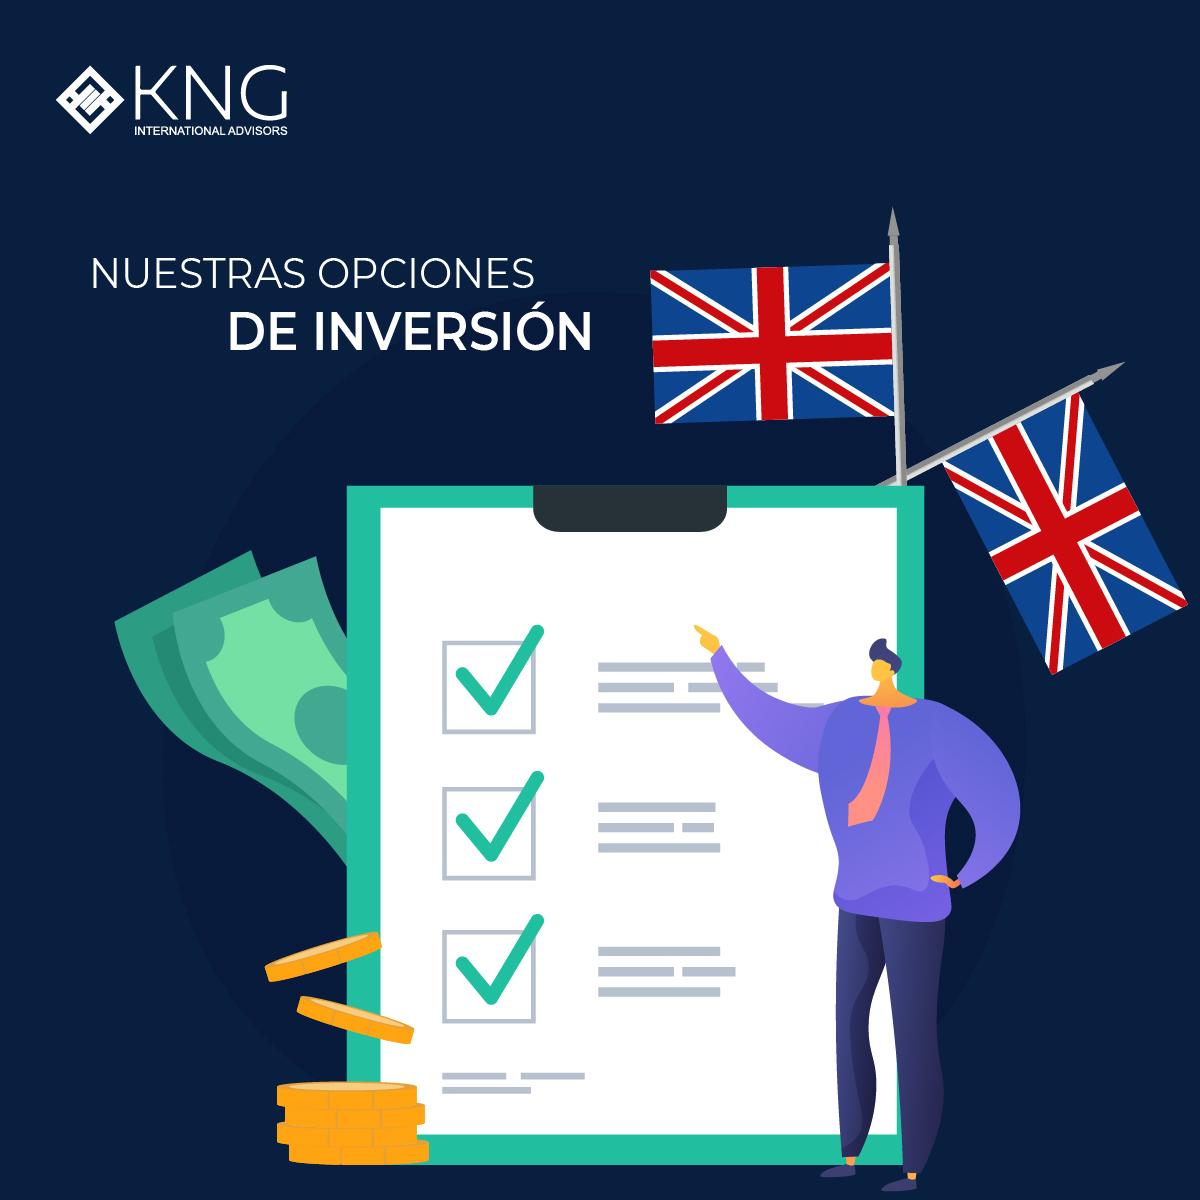 KNG
INTERNATIONAL ADVISORS
NUESTRAS OPCIONES
DE INVERSIÓN